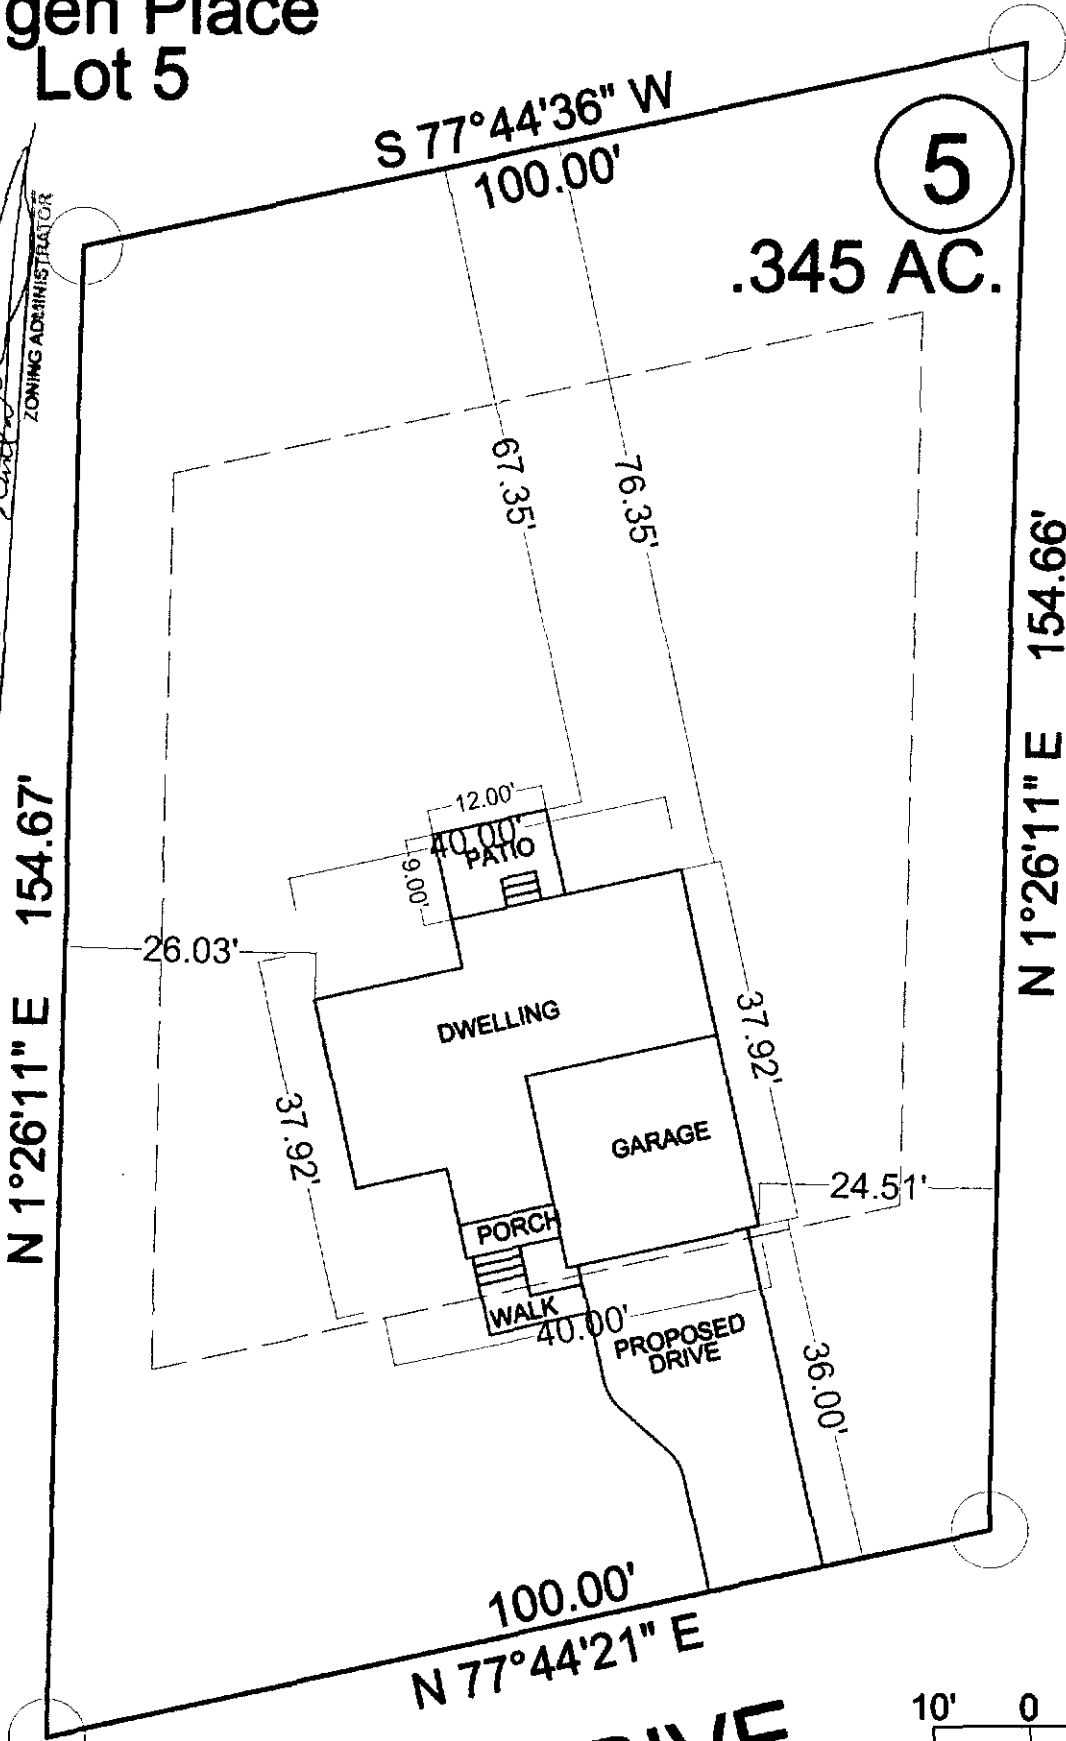 gen Place
Lot 5
S 77°44'36" W
100.00'
5
.345 AC.
ZONING ADMINISTRATOR
67.35'
76.35'
N 1°26'11" E 154.67'
N 1°26'11" E 154.66'
12.00'
40.00'
PATIO
9.00'
26.03'
DWELLING
37.92'
37.92'
GARAGE
24.51'
PORCH
WALK
40.00'
PROPOSED
DRIVE
36.00'
100.00'
N 77°44'21" E
10' 0